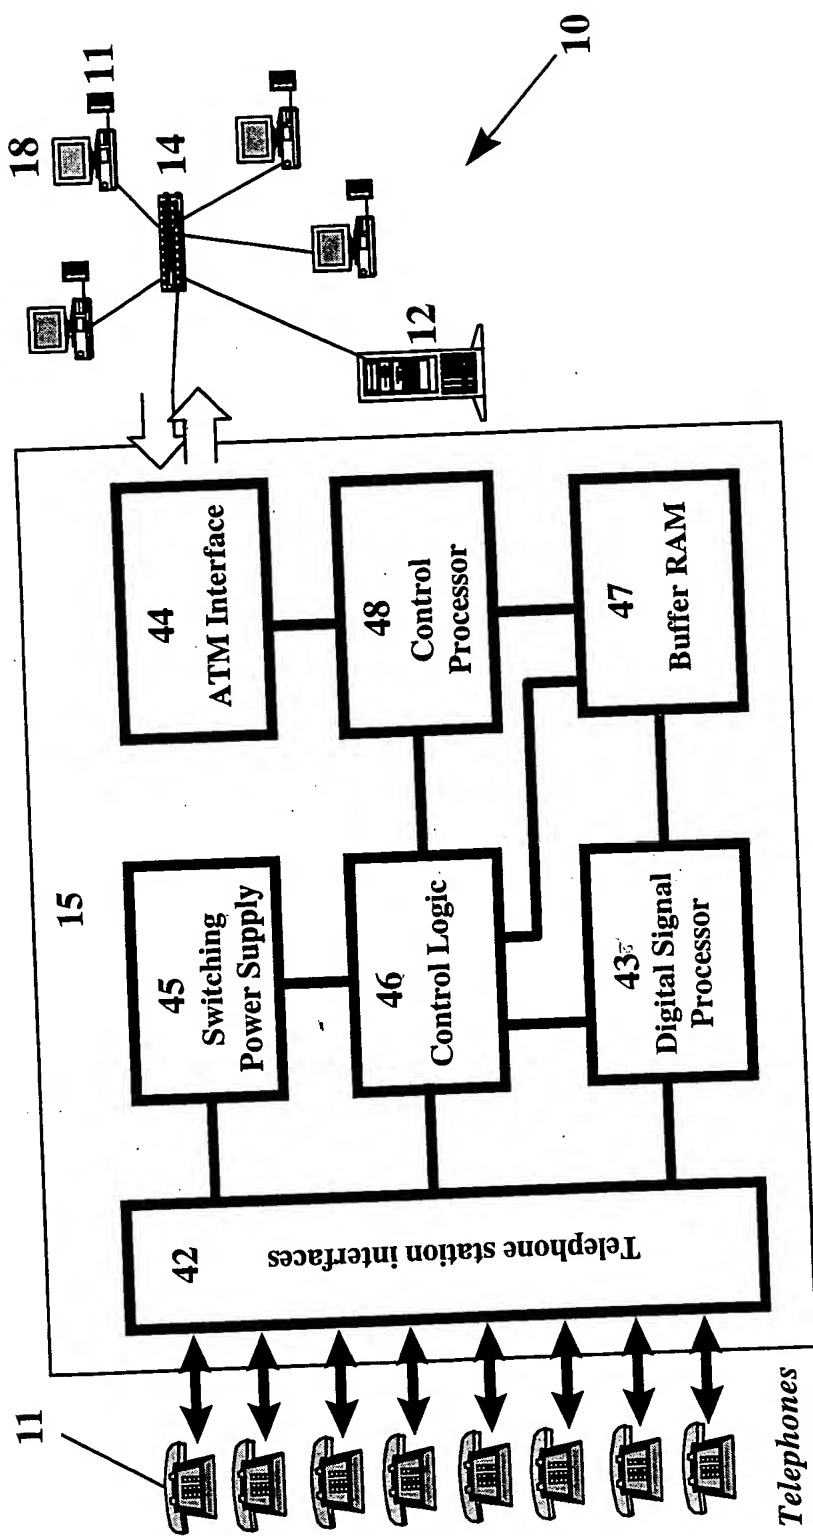 11
Telephones
42
Telephone station interfaces
15
45
Switching
Power Supply
46
Control Logic
43
Digital Signal
Processor
44
ATM Interface
48
Control
Processor
47
Buffer RAM
12
14
18
11
10